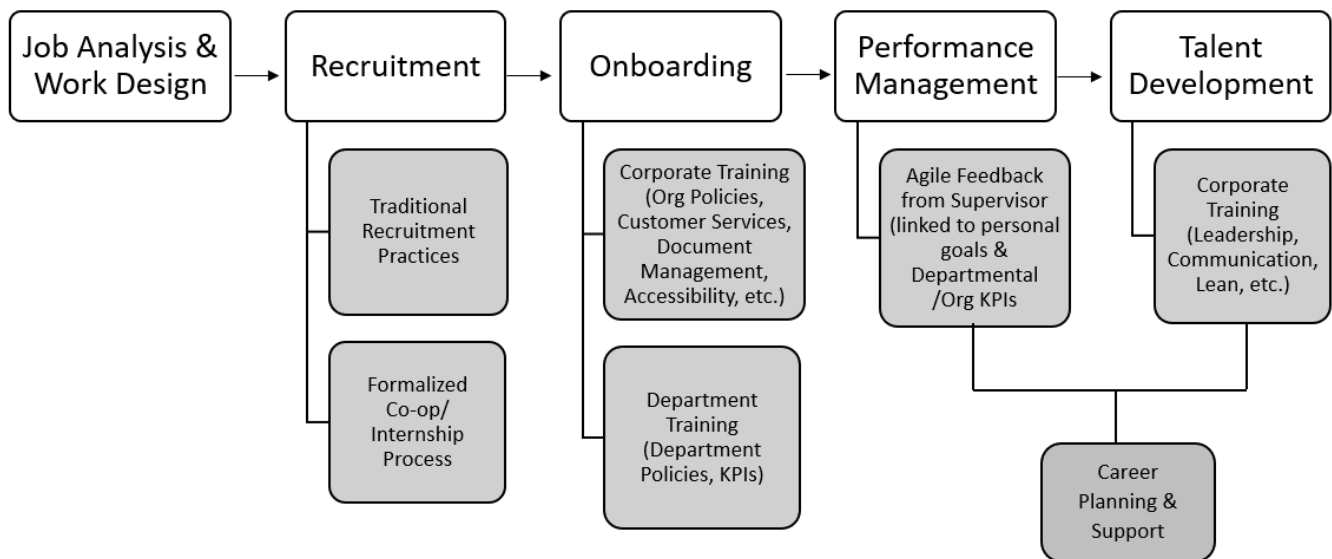 Job Analysis &
Work Design
Recruitment
Onboarding
Performance
Management
Talent
Development
Traditional
Recruitment
Practices
Formalized
Co-op/
Internship
Process
Corporate Training
(Org Policies,
Customer Services,
Document
Management,
Accessibility, etc.)
Department
Training
(Department
Policies, KPIs)
Agile Feedback
from Supervisor
(linked to personal
goals &
Departmental
/Org KPIs
Corporate
Training
(Leadership,
Communication,
Lean, etc.)
Career
Planning &
Support